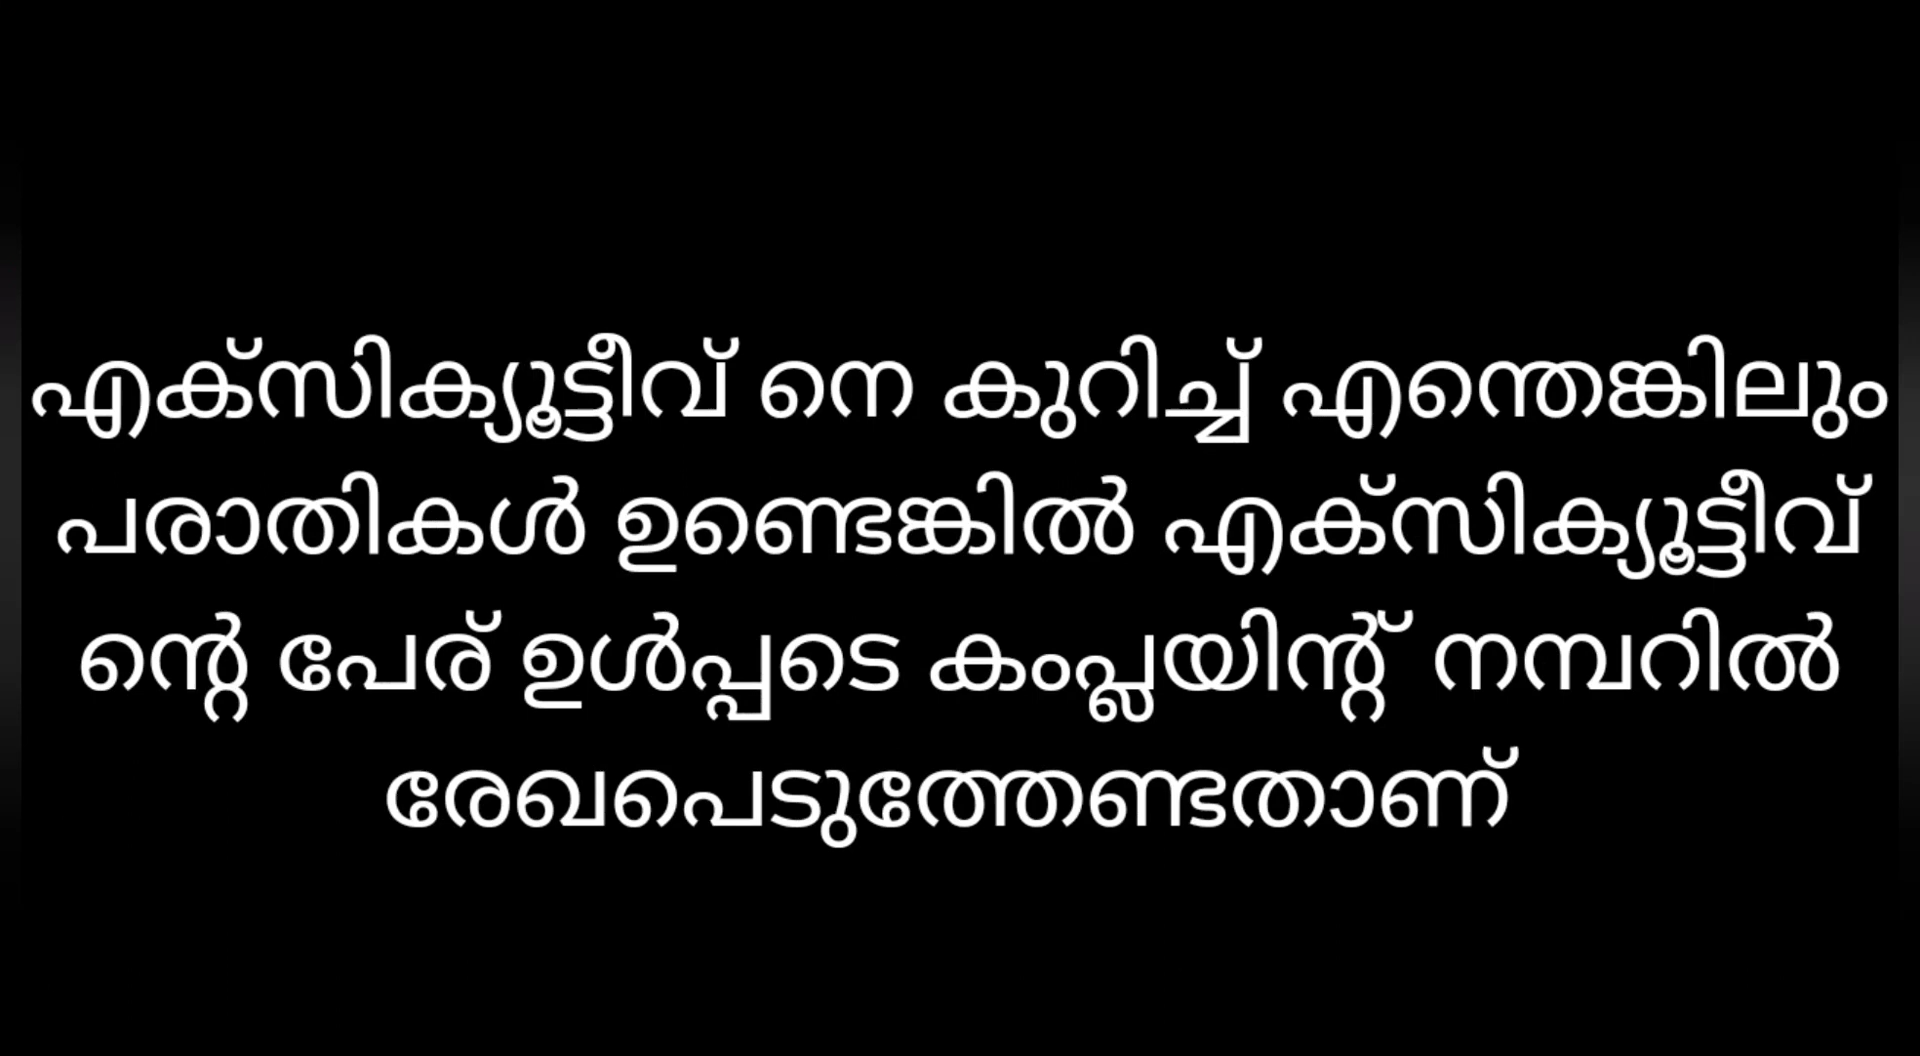 എക്സിക്യൂട്ടീവ് നെ കുറിച്ച് എന്തെങ്കിലും
പരാതികൾ ഉണ്ടെങ്കിൽ എക്സിക്യൂട്ടീവ്
ന്റെ പേര് ഉൾപ്പടെ കംപ്ലയിന്റ് നമ്പറിൽ
രേഖപെടുത്തേണ്ടതാണ്